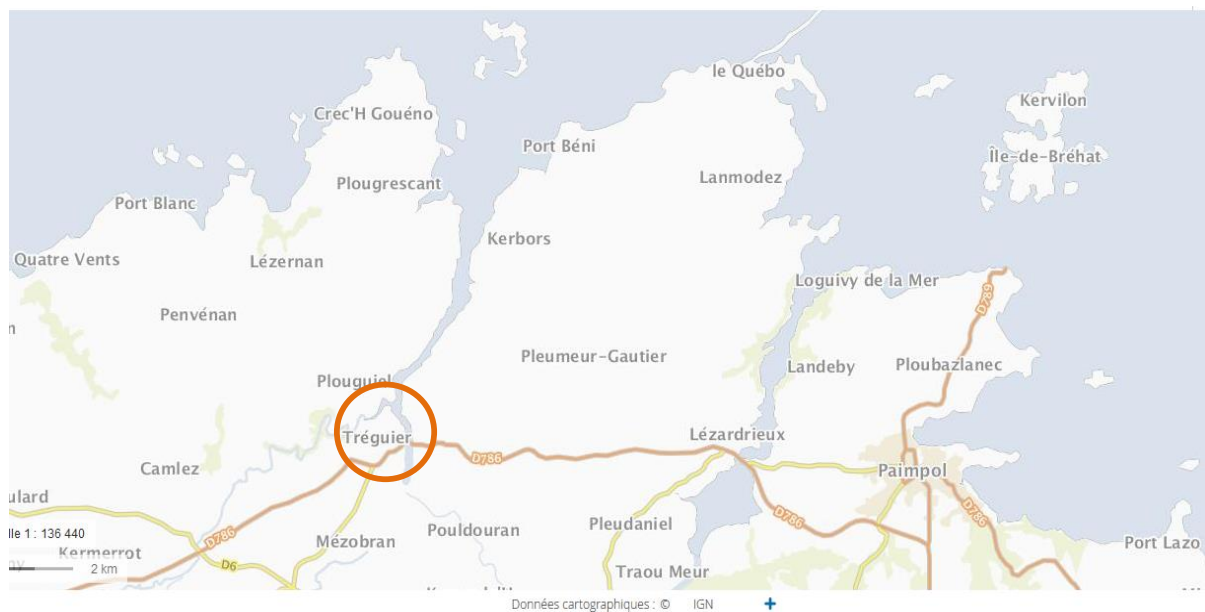 le Québo
Kervilon
Crec'H Gouéno
Port Béni
Île-de-Bréhat
Lanmodez
Plougrescant
Port Blanc
Kerbors
Quatre Vents
Lézernan
Loguivy de la Mer
D789
Penvénan
n
Pleumeur-Gautier
Landeby
Ploubazlanec
Plouguiel
Tréguier
Lézardrieux
D786
Camlez
Paimpol
ulard
Pouldouran
Pleudaniel
D786
D786
lle 1 : 136 440
D786
Mézobran
Port Lazo
Kermerrot
D6
2 km
Traou Meur
Données cartographiques : © IGN +